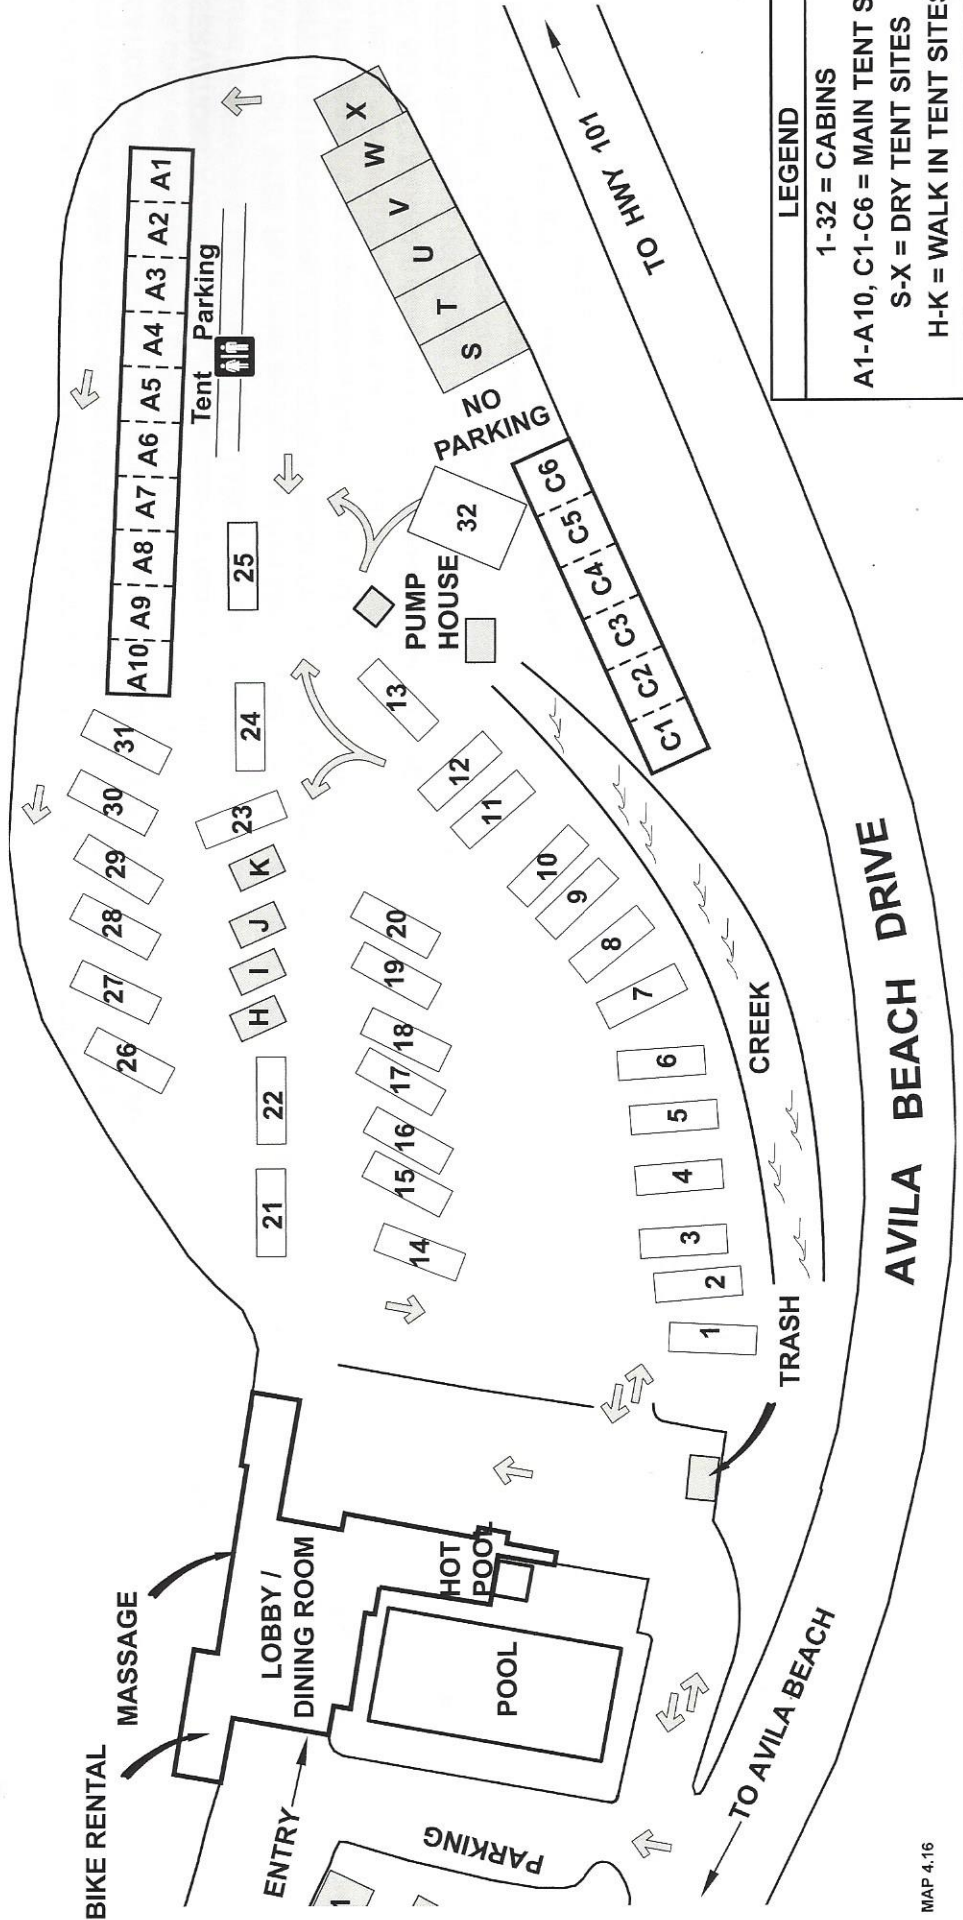 BIKE RENTAL
MASSAGE
LOBBY /
DINING ROOM
ENTRY
HOT
POOL
POOL
PARKING
1
TO AVILA BEACH
TRASH
CREEK
AVILA BEACH DRIVE
TO HWY 101
1
2
3
4
5
6
7
8
9
10
11
12
13
14
15
16
17
18
19
20
21
22
H
I
J
K
23
24
25
26
27
28
29
30
31
A10 A9 A8 A7 A6 A5 A4 A3 A2 A1
Tent Parking
PUMP
HOUSE
32
NO
PARKING
C1 C2 C3 C4 C5 C6
S T U V W X
LEGEND
1-32 = CABINS
A1-A10, C1-C6 = MAIN TENT
S-X = DRY TENT SITES
H-K = WALK IN TENT SITES
MAP 4.16